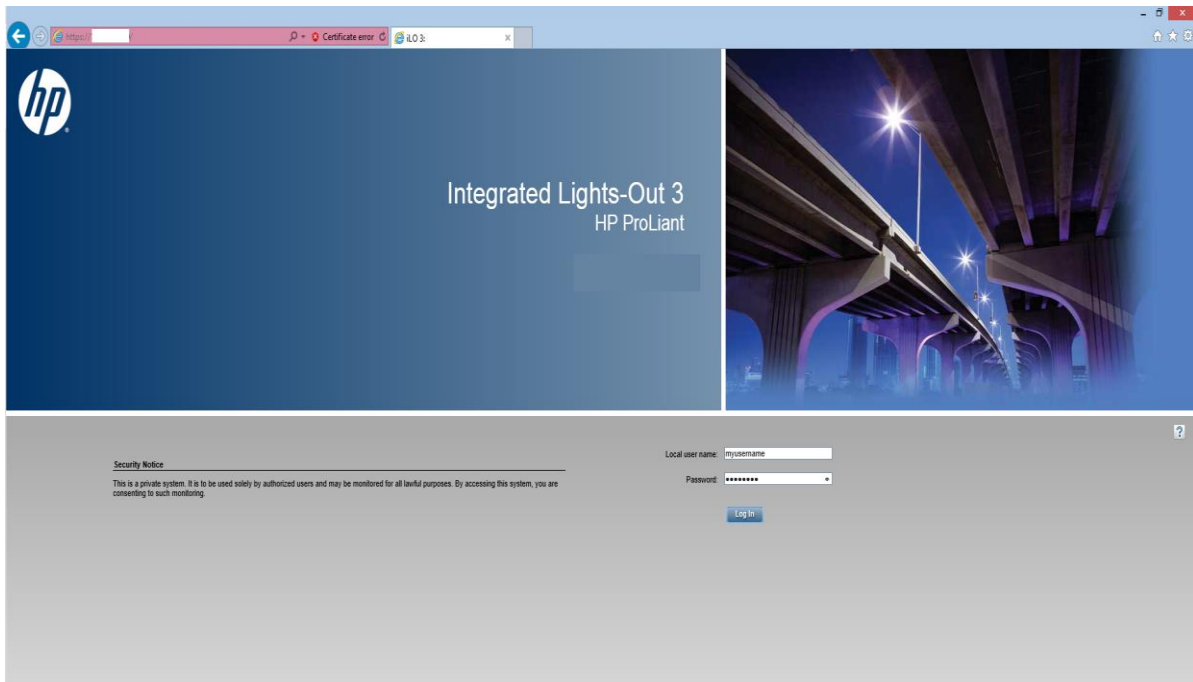 https://
Certificate error
iLO 3:
hp
Integrated Lights-Out 3
HP ProLiant
Local user name: myusername
Security Notice
Password: ••••••••
This is a private system. It is to be used solely by authorized users and may be monitored for all lawful purposes. By accessing this system, you are
consenting to such monitoring.
Log In
?